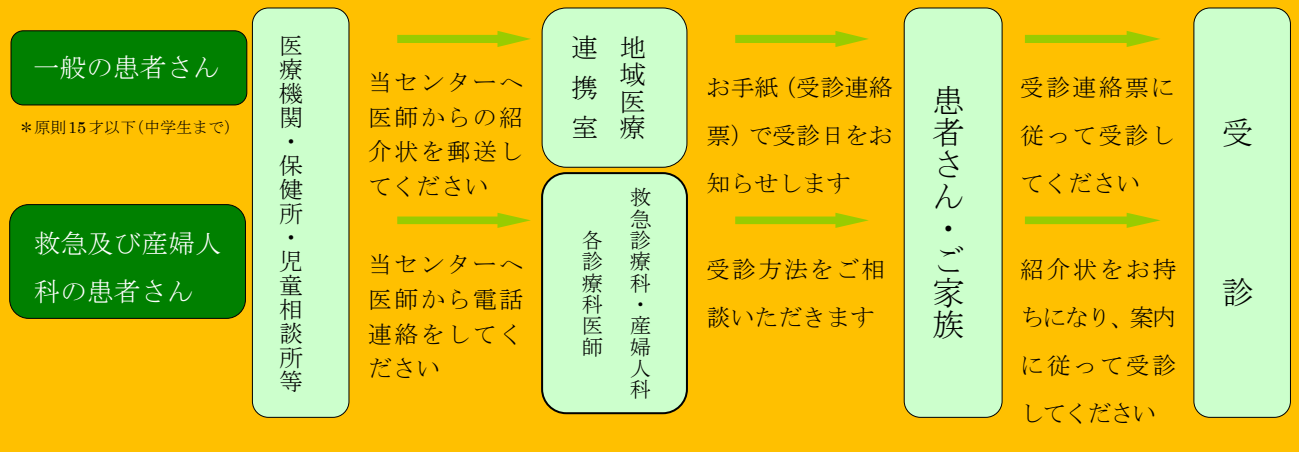 一般の患者さん
＊原則15才以下（中学生まで）
救急及び産婦人
科の患者さん
医療機関・保健所・児童相談所等
当センターへ
医師からの紹
介状を郵送し
てください
当センターへ
医師から電話
連絡をしてく
ださい
地域医療
連携室
救急診療科・産婦人科
各診療科医師
お手紙（受診連絡
票）で受診日をお
知らせします
受診方法をご相
談いただきます
患者さん・ご家族
受診連絡票に
従って受診し
てください
紹介状をお持
ちになり、案内
に従って受診
してください
受診